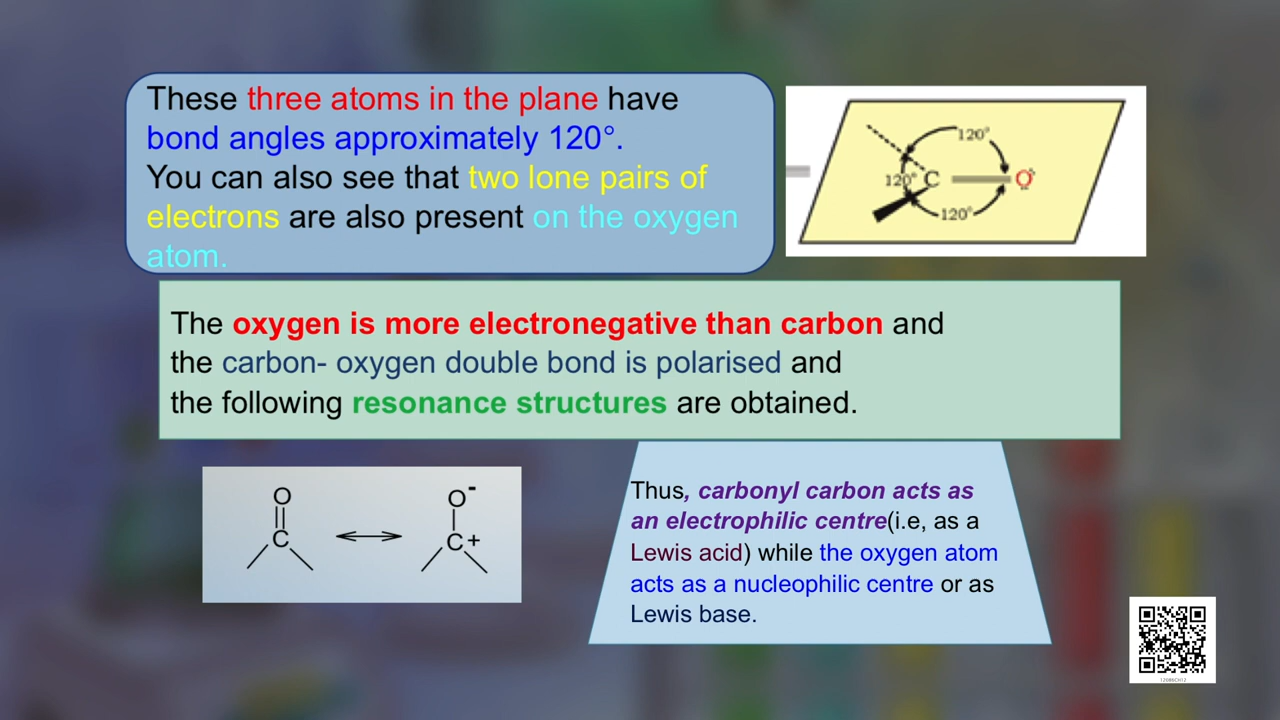 These three atoms in the plane have
bond angles approximately 120°.
You can also see that two lone pairs of
electrons are also present on the oxygen
atom.
120°
120° C O
120°
The oxygen is more electronegative than carbon and
the carbon- oxygen double bond is polarised and
the following resonance structures are obtained.
O O-
C C+
Thus, carbonyl carbon acts as
an electrophilic centre(i.e, as a
Lewis acid) while the oxygen atom
acts as a nucleophilic centre or as
Lewis base.